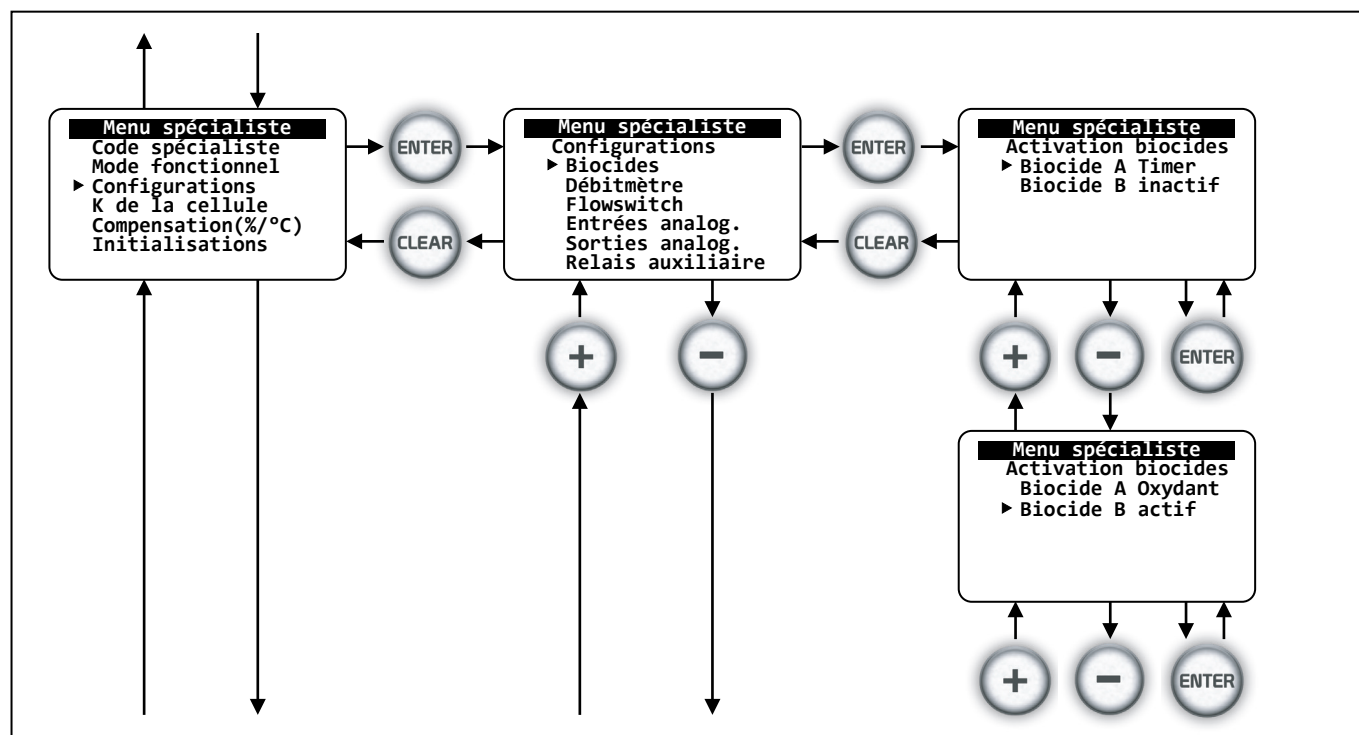 Menu spécialiste
Code spécialiste
Mode fonctionnel
Configurations
K de la cellule
Compensation(%/°C)
Initialisations
ENTER
CLEAR
Menu spécialiste
Configurations
Biocides
Débitmètre
Flowswitch
Entrées analog.
Sorties analog.
Relais auxiliaire
ENTER
CLEAR
Menu spécialiste
Activation biocides
Biocide A Timer
Biocide B inactif
+
−
+
−
ENTER
Menu spécialiste
Activation biocides
Biocide A Oxydant
Biocide B actif
+
−
ENTER